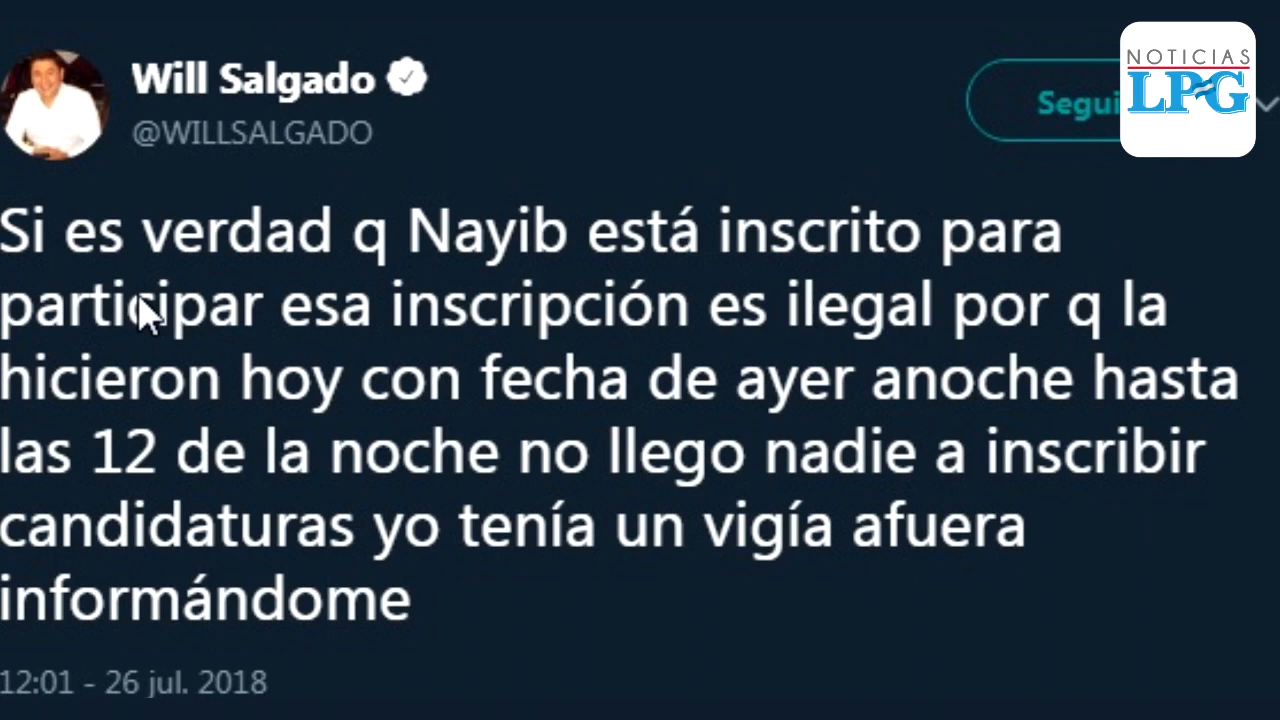 Will Salgado
@WILLSALGADO
Segui
NOTICIAS
LPG
Si es verdad q Nayib está inscrito para
participar esa inscripción es ilegal por q la
hicieron hoy con fecha de ayer anoche hasta
las 12 de la noche no llego nadie a inscribir
candidaturas yo tenía un vigía afuera
informándome
12:01 - 26 jul. 2018